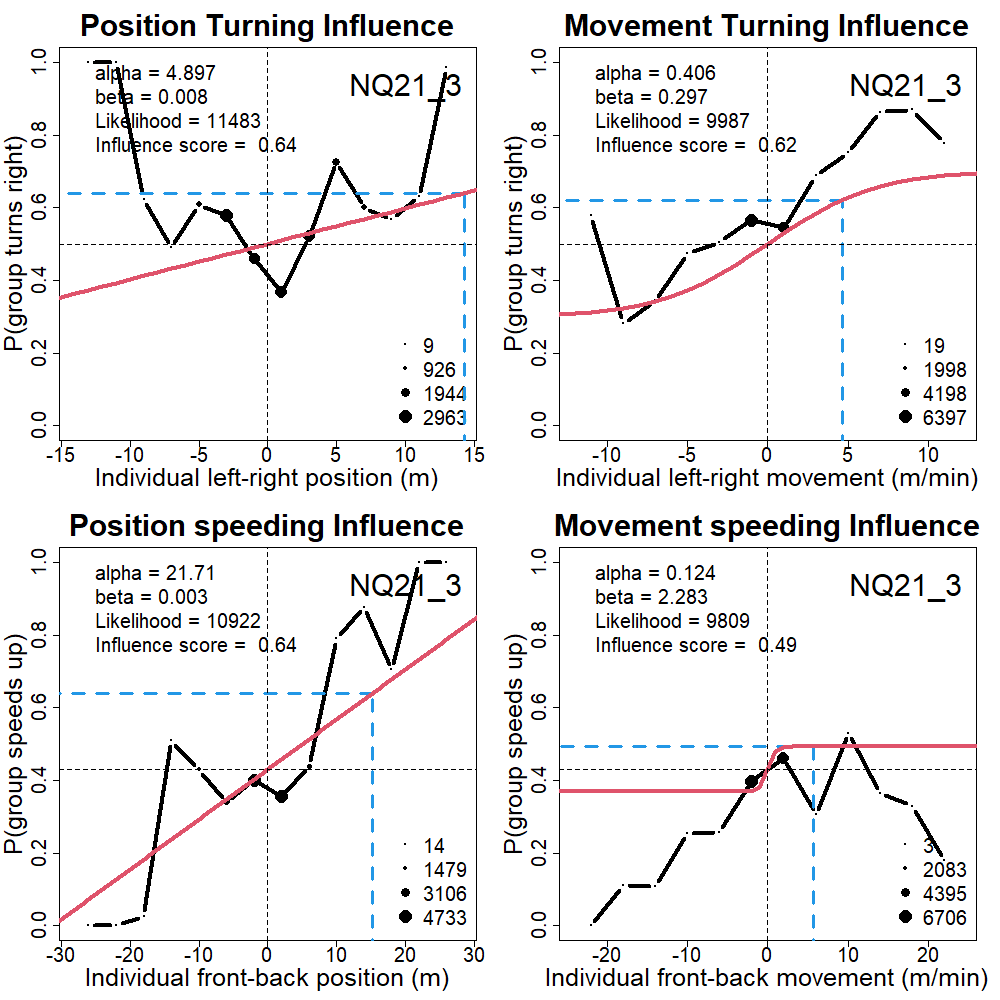 Position Turning Influence
alpha = 4.897
beta = 0.008
Likelihood = 11483
Influence score =  0.64
NQ21_3
P(group turns right)
0.0 0.2 0.4 0.6 0.8 1.0
9
926
1944
2963
-15 -10 -5 0 5 10 15
Individual left-right position (m)
Movement Turning Influence
alpha = 0.406
beta = 0.297
Likelihood = 9987
Influence score =  0.62
NQ21_3
P(group turns right)
0.0 0.2 0.4 0.6 0.8 1.0
19
1998
4198
6397
-10 -5 0 5 10
Individual left-right movement (m/min)
Position speeding Influence
alpha = 21.71
beta = 0.003
Likelihood = 10922
Influence score =  0.64
NQ21_3
P(group speeds up)
0.0 0.2 0.4 0.6 0.8 1.0
14
1479
3106
4733
-30 -20 -10 0 10 20 30
Individual front-back position (m)
Movement speeding Influence
alpha = 0.124
beta = 2.283
Likelihood = 9809
Influence score =  0.49
NQ21_3
P(group speeds up)
0.0 0.2 0.4 0.6 0.8 1.0
3
2083
4395
6706
-20 -10 0 10 20
Individual front-back movement (m/min)